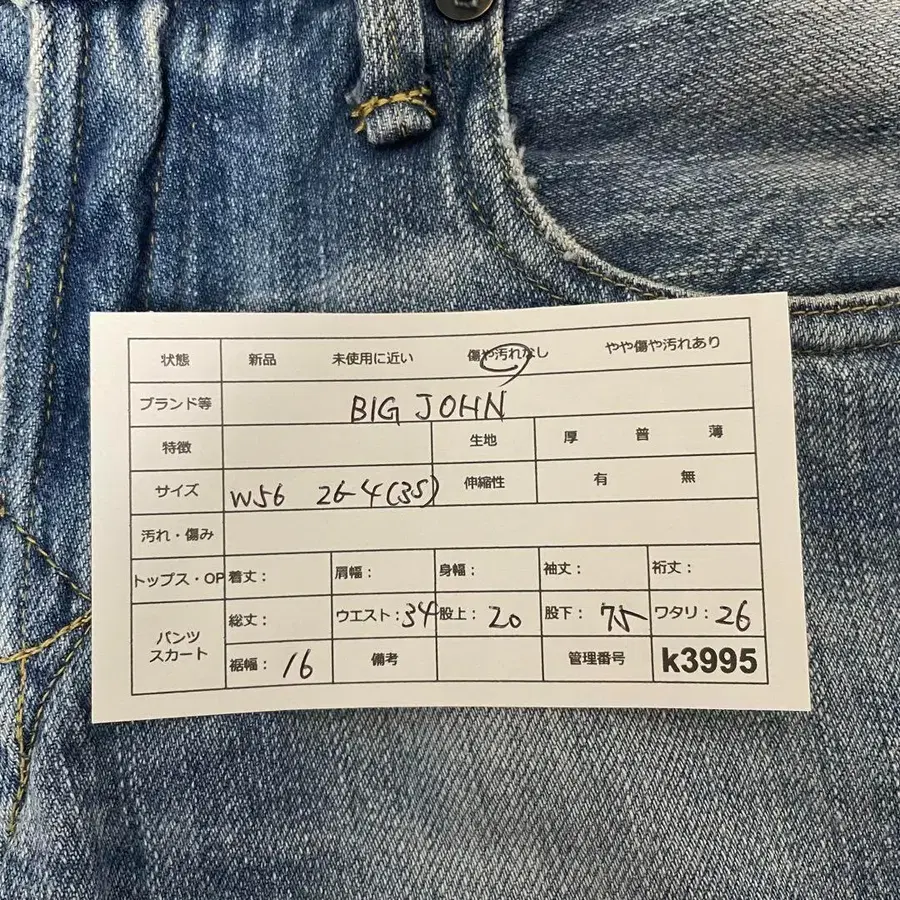 状態 新品 未使用に近い 傷や汚れなし やや傷や汚れあり
ブランド等 BIG JOHN
特徴 生地 厚 普 薄
サイズ W56 26-4(3S) 伸縮性 有 無
汚れ・傷み
トップス・OP 着丈: 肩幅: 身幅: 袖丈: 裄丈:
パンツ スカート 総丈: ウエスト:34 股上:20 股下:75 ワタリ:26
裾幅:16 備考 管理番号 k3995